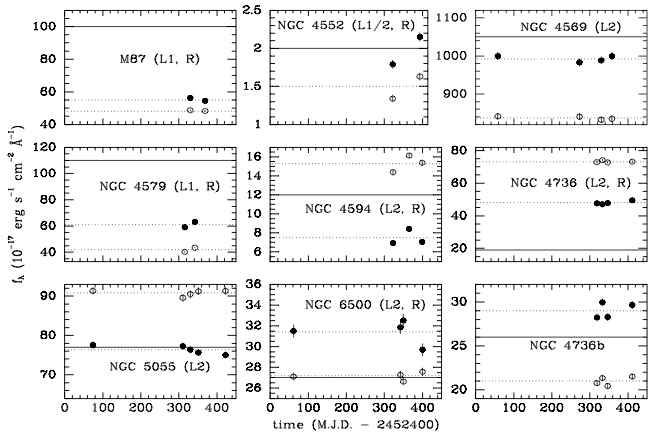 100
80
60
40
M87 (L1, R)
2.5
2
1.5
1
NGC 4552 (L1/2, R)
1100
1000
900
NGC 4569 (L2)
120
100
80
60
40
NGC 4579 (L1, R)
16
14
12
10
8
6
NGC 4594 (L2, R)
80
60
40
20
NGC 4736 (L2, R)
fλ (10⁻¹⁷ erg s⁻¹ cm⁻² Å⁻¹)
90
80
70
NGC 5055 (L2)
0 100 200 300 400
36
34
32
30
28
26
NGC 6500 (L2, R)
0 100 200 300 400
30
25
20
NGC 4736b
0 100 200 300 400
time (M.J.D. − 2452400)